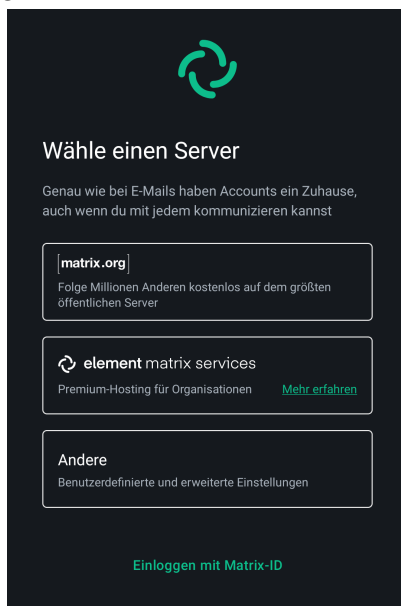 Wähle einen Server
Genau wie bei E-Mails haben Accounts ein Zuhause,
auch wenn du mit jedem kommunizieren kannst
[matrix.org]
Folge Millionen Anderen kostenlos auf dem größten
öffentlichen Server
element matrix services
Premium-Hosting für Organisationen Mehr erfahren
Andere
Benutzerdefinierte und erweiterte Einstellungen
Einloggen mit Matrix-ID